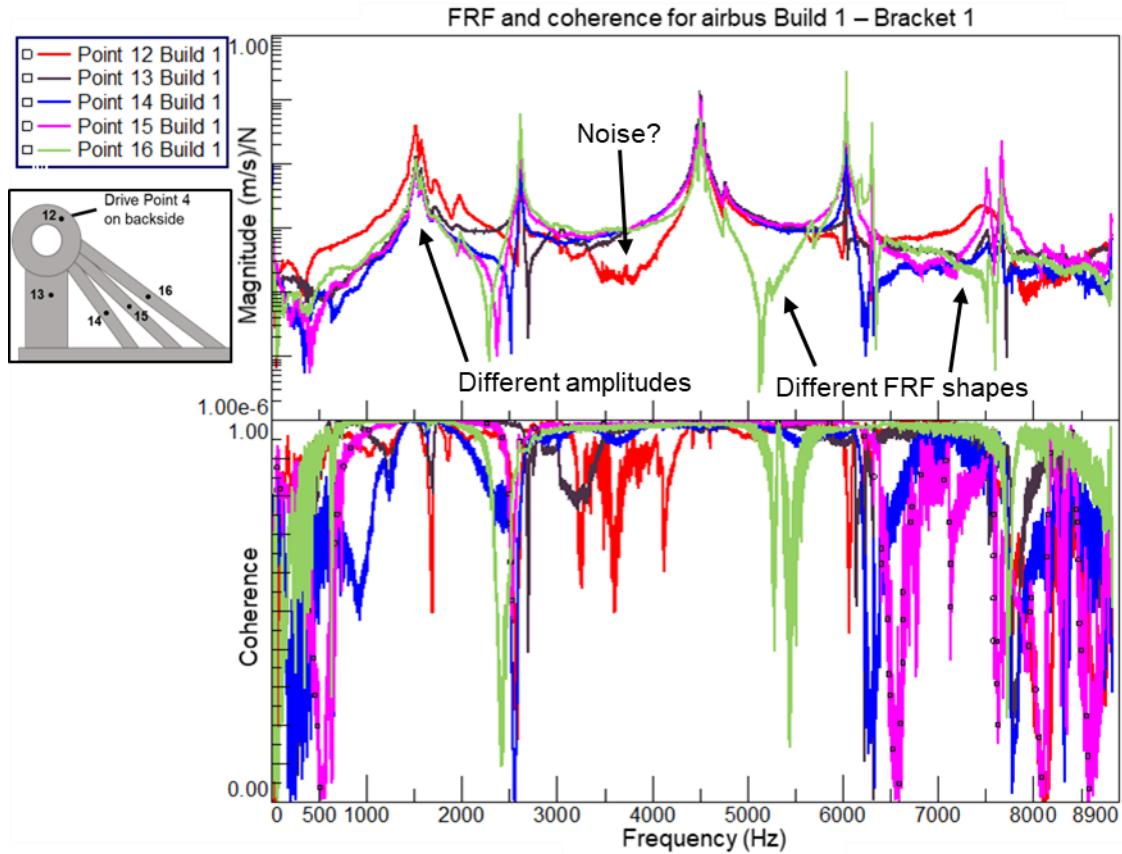 FRF and coherence for airbus Build 1 – Bracket 1
Point 12 Build 1
Point 13 Build 1
Point 14 Build 1
Point 15 Build 1
Point 16 Build 1
Drive Point 4
on backside
12
13
14
15
16
1.00
Magnitude (m/s)/N
1.00e-6
Noise?
Different amplitudes
Different FRF shapes
1.00
Coherence
0.00
0 500 1000 2000 3000 4000 5000 6000 7000 8000 8900
Frequency (Hz)